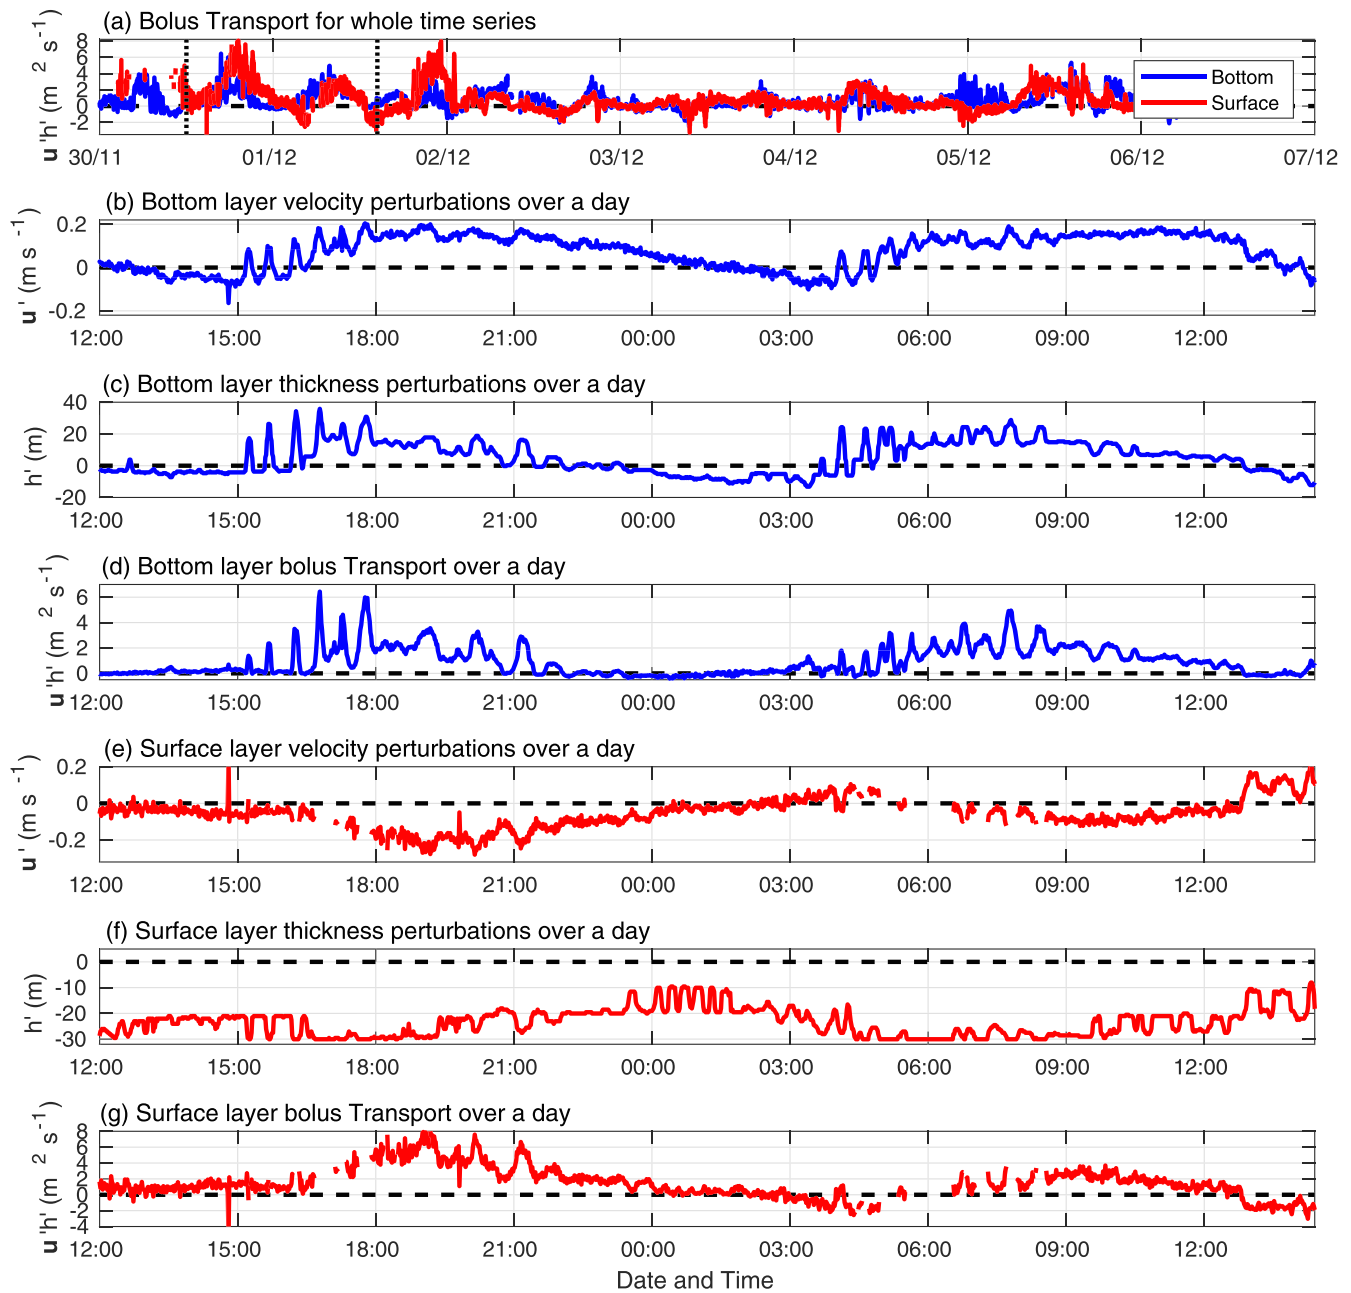 (a) Bolus Transport for whole time series
u 'h' (m 2 s -1)
8
6
4
2
0
-2
Bottom
Surface
30/11 01/12 02/12 03/12 04/12 05/12 06/12 07/12
(b) Bottom layer velocity perturbations over a day
u ' (m s -1)
0.2
0
-0.2
12:00 15:00 18:00 21:00 00:00 03:00 06:00 09:00 12:00
(c) Bottom layer thickness perturbations over a day
h' (m)
40
20
0
-20
12:00 15:00 18:00 21:00 00:00 03:00 06:00 09:00 12:00
(d) Bottom layer bolus Transport over a day
u 'h' (m 2 s -1)
6
4
2
0
12:00 15:00 18:00 21:00 00:00 03:00 06:00 09:00 12:00
(e) Surface layer velocity perturbations over a day
u ' (m s -1)
0.2
0
-0.2
12:00 15:00 18:00 21:00 00:00 03:00 06:00 09:00 12:00
(f) Surface layer thickness perturbations over a day
h' (m)
0
-10
-20
-30
12:00 15:00 18:00 21:00 00:00 03:00 06:00 09:00 12:00
(g) Surface layer bolus Transport over a day
u 'h' (m 2 s -1)
8
6
4
2
0
-2
-4
12:00 15:00 18:00 21:00 00:00 03:00 06:00 09:00 12:00
Date and Time